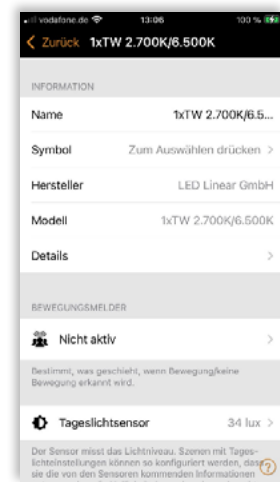 vodafone.de 13:06 100 %
Zurück 1xTW 2.700K/6.500K
INFORMATION
Name 1xTW 2.700K/6.5...
Symbol Zum Auswählen drücken
Hersteller LED Linear GmbH
Modell 1xTW 2.700K/6.500K
Details
BEWEGUNGSMELDER
Nicht aktiv
Bestimmt, was geschieht, wenn Bewegung/keine
Bewegung erkannt wird.
Tageslichtsensor 34 lux
Der Sensor misst das Lichtniveau. Szenen mit Tages-
lichteinstellungen können so konfiguriert werden, dass
sie die von den Sensoren kommenden Informationen